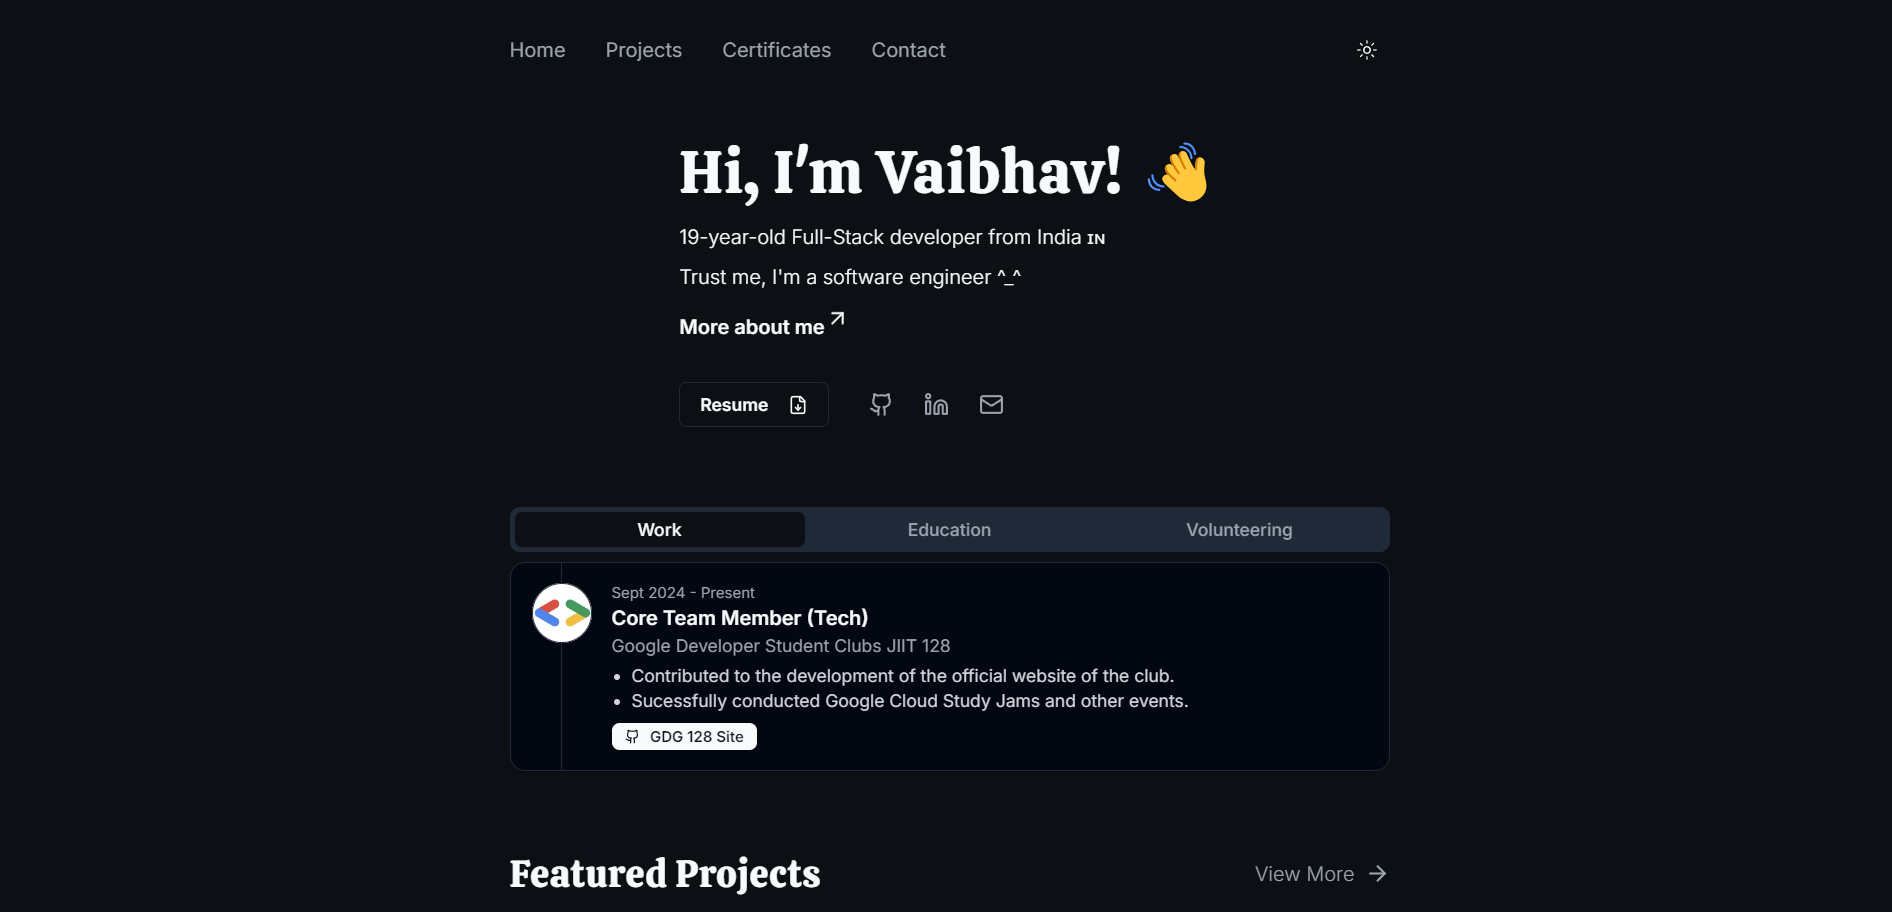 Home Projects Certificates Contact
Hi, I'm Vaibhav! 👋
19-year-old Full-Stack developer from India IN
Trust me, I'm a software engineer ^_^
More about me
Resume
Work Education Volunteering
Sept 2024 - Present
Core Team Member (Tech)
Google Developer Student Clubs JIIT 128
• Contributed to the development of the official website of the club.
• Sucessfully conducted Google Cloud Study Jams and other events.
GDG 128 Site
Featured Projects
View More →